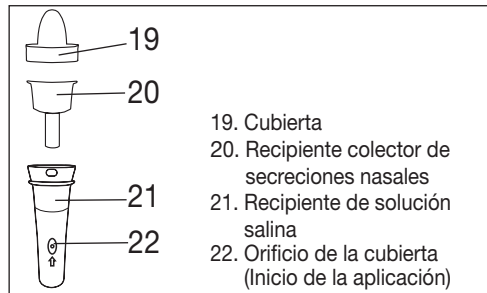 19
20
21
22
19. Cubierta
20. Recipiente colector de
secreciones nasales
21. Recipiente de solución
salina
22. Orificio de la cubierta
(Inicio de la aplicación)